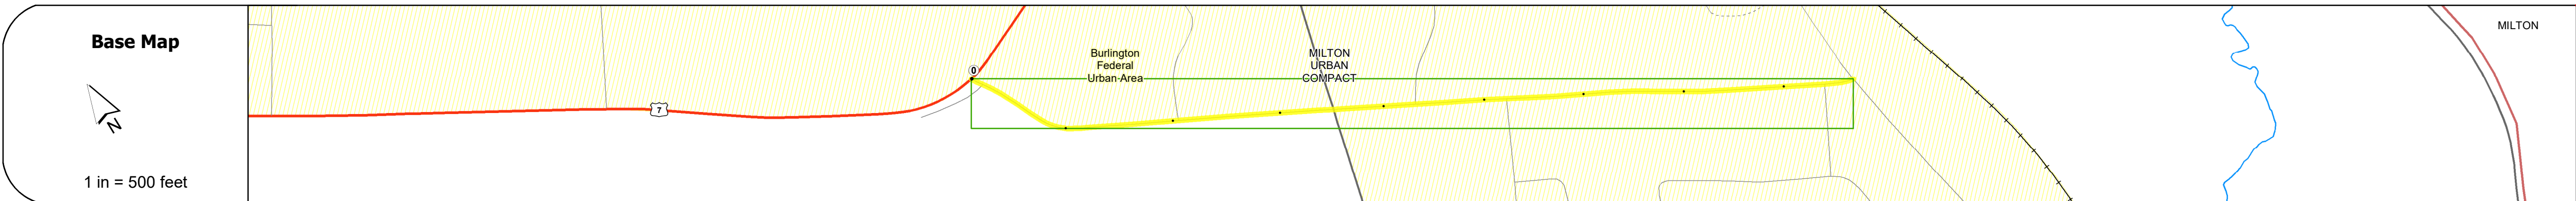 Base Map
N
1 in = 500 feet
7
0
Burlington
Federal
Urban Area
MILTON
URBAN
COMPACT
MILTON